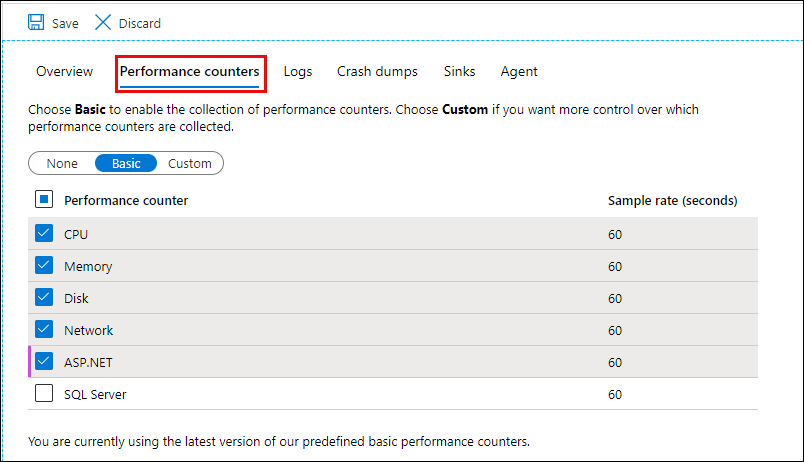 Save Discard
Overview Performance counters Logs Crash dumps Sinks Agent
Choose Basic to enable the collection of performance counters. Choose Custom if you want more control over which
performance counters are collected.
None Basic Custom
Performance counter Sample rate (seconds)
CPU 60
Memory 60
Disk 60
Network 60
ASP.NET 60
SQL Server 60
You are currently using the latest version of our predefined basic performance counters.